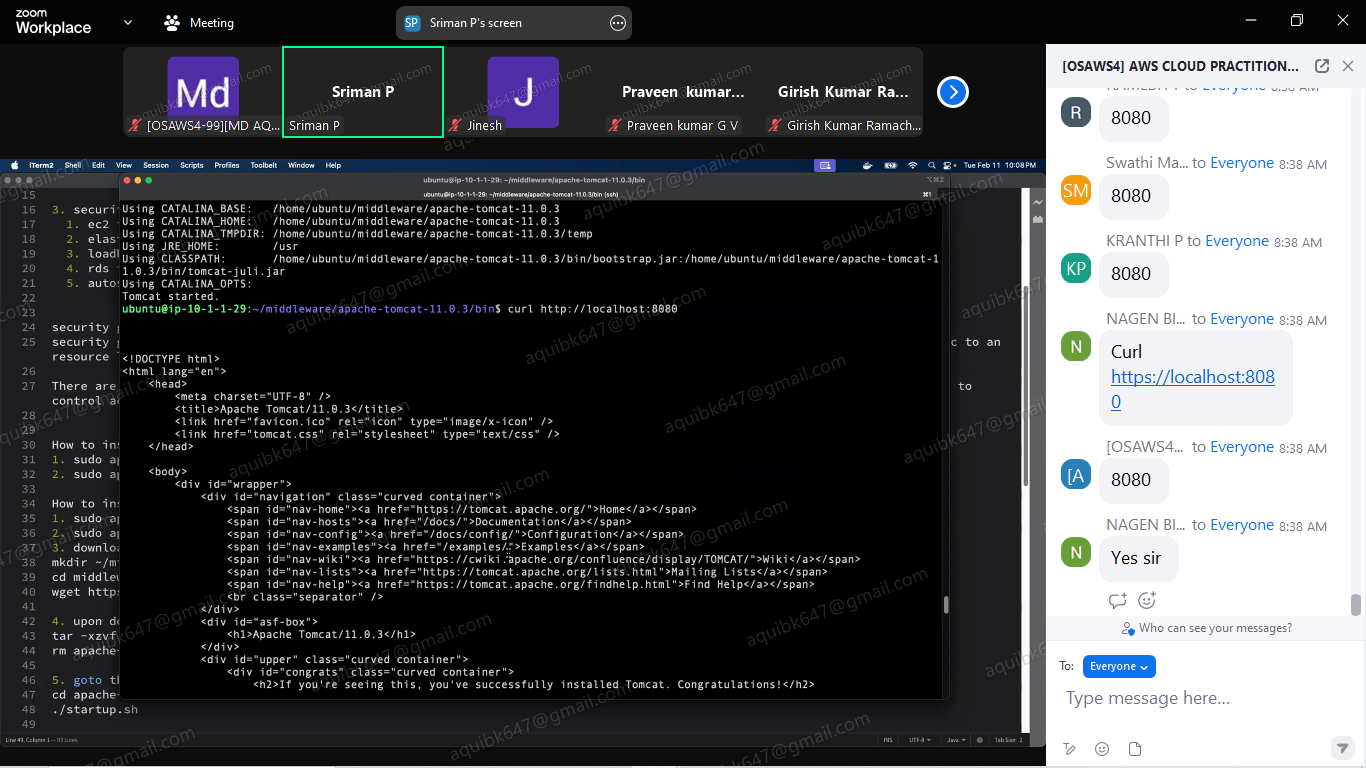 zoom
Workplace
Meeting
SP
Sriman P's screen
Md
[OSAWS4-99][MD AQ...
Sriman P
Sriman P
J
Jinesh
Praveen kumar...
Praveen kumar G V
Girish Kumar Ra...
Girish Kumar Ramach...
iTerm2 Shell Edit View Session Scripts Profiles Toolbelt Window Help
Tue Feb 11 10:08 PM
ubuntu@ip-10-1-1-29: ~/middleware/apache-tomcat-11.0.3/bin
⌥⌘2
ubuntu@ip-10-1-1-29: ~/middleware/apache-tomcat-11.0.3/bin (ssh)
⌘1
Using CATALINA_BASE: /home/ubuntu/middleware/apache-tomcat-11.0.3
Using CATALINA_HOME: /home/ubuntu/middleware/apache-tomcat-11.0.3
Using CATALINA_TMPDIR: /home/ubuntu/middleware/apache-tomcat-11.0.3/temp
Using JRE_HOME: /usr
Using CLASSPATH: /home/ubuntu/middleware/apache-tomcat-11.0.3/bin/bootstrap.jar:/home/ubuntu/middleware/apache-tomcat-1
1.0.3/bin/tomcat-juli.jar
Using CATALINA_OPTS:
Tomcat started.
ubuntu@ip-10-1-1-29:~/middleware/apache-tomcat-11.0.3/bin$ curl http://localhost:8080
<!DOCTYPE html>
<html lang="en">
<head>
<meta charset="UTF-8" />
<title>Apache Tomcat/11.0.3</title>
<link href="favicon.ico" rel="icon" type="image/x-icon" />
<link href="tomcat.css" rel="stylesheet" type="text/css" />
</head>
<body>
<div id="wrapper">
<div id="navigation" class="curved container">
<span id="nav-home"><a href="https://tomcat.apache.org/">Home</a></span>
<span id="nav-hosts"><a href="/docs/">Documentation</a></span>
<span id="nav-config"><a href="/docs/config/">Configuration</a></span>
<span id="nav-examples"><a href="/examples/">Examples</a></span>
<span id="nav-wiki"><a href="https://cwiki.apache.org/confluence/display/TOMCAT/">Wiki</a></span>
<span id="nav-lists"><a href="https://tomcat.apache.org/lists.html">Mailing Lists</a></span>
<span id="nav-help"><a href="https://tomcat.apache.org/findhelp.html">Find Help</a></span>
<br class="separator" />
</div>
<div id="asf-box">
<h1>Apache Tomcat/11.0.3</h1>
</div>
<div id="upper" class="curved container">
<div id="congrats" class="curved container">
<h2>If you're seeing this, you've successfully installed Tomcat. Congratulations!</h2>
15
16 3. securit
17 1. ec2
18 2. elas
19 3. loadb
20 4. rds
21 5. autos
22
23
24 security g
25 security g c to an
resource
26
27 There are to
control a
28
29
30 How to ins
31 1. sudo ap
32 2. sudo ap
33
34 How to ins
35 1. sudo ap
36 2. sudo ap
37 3. downloa
38 mkdir ~/m
39 cd middlew
40 wget https
41
42 4. upon do
43 tar -xzvf
44 rm apache-
45
46 5. goto th
47 cd apache-
48 ./startup.sh
49
Line 49, Column 1 — 93 Lines
INS UTF-8 Java Tab Size: 2
[OSAWS4] AWS CLOUD PRACTITION...
R
8080
Swathi Ma... to Everyone 8:38 AM
SM
8080
KRANTHI P to Everyone 8:38 AM
KP
8080
NAGEN BI... to Everyone 8:38 AM
N
Curl
https://localhost:808
0
[OSAWS4... to Everyone 8:38 AM
[A
8080
NAGEN BI... to Everyone 8:38 AM
N
Yes sir
Who can see your messages?
To: Everyone
Type message here...
aquibk647@gmail.com